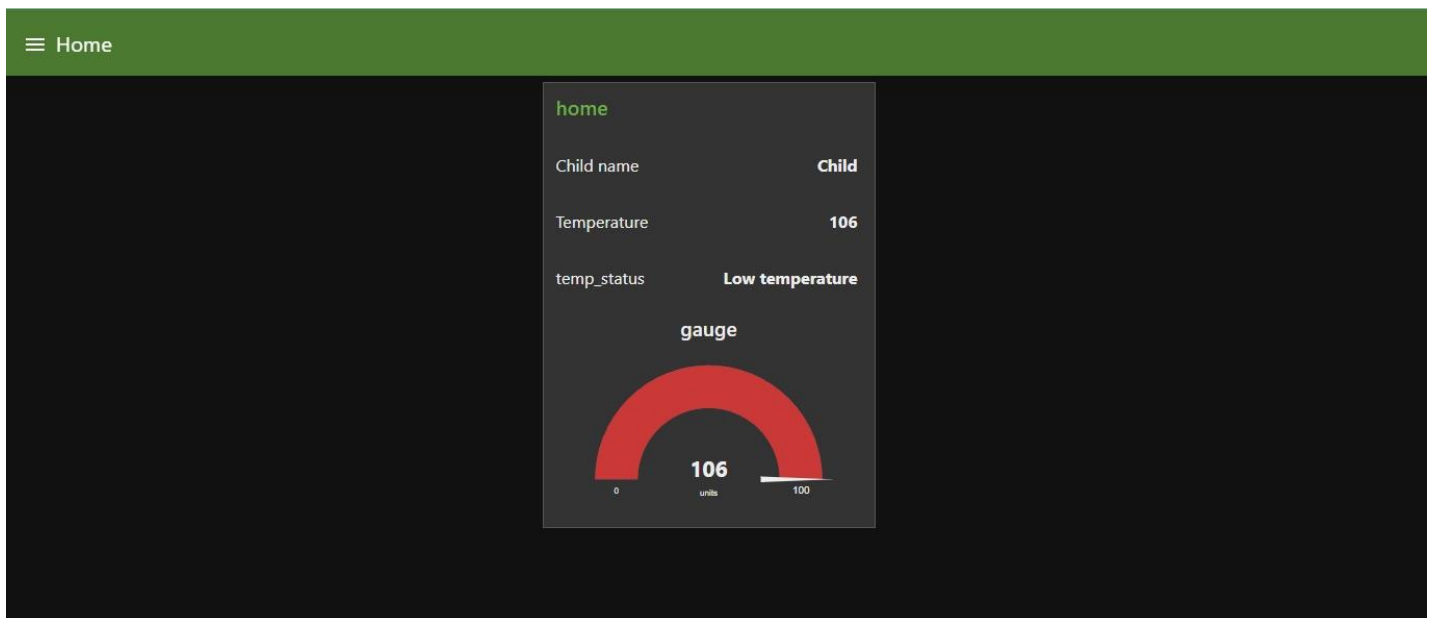 Home
home
Child name Child
Temperature 106
temp_status Low temperature
gauge
106
0 units 100